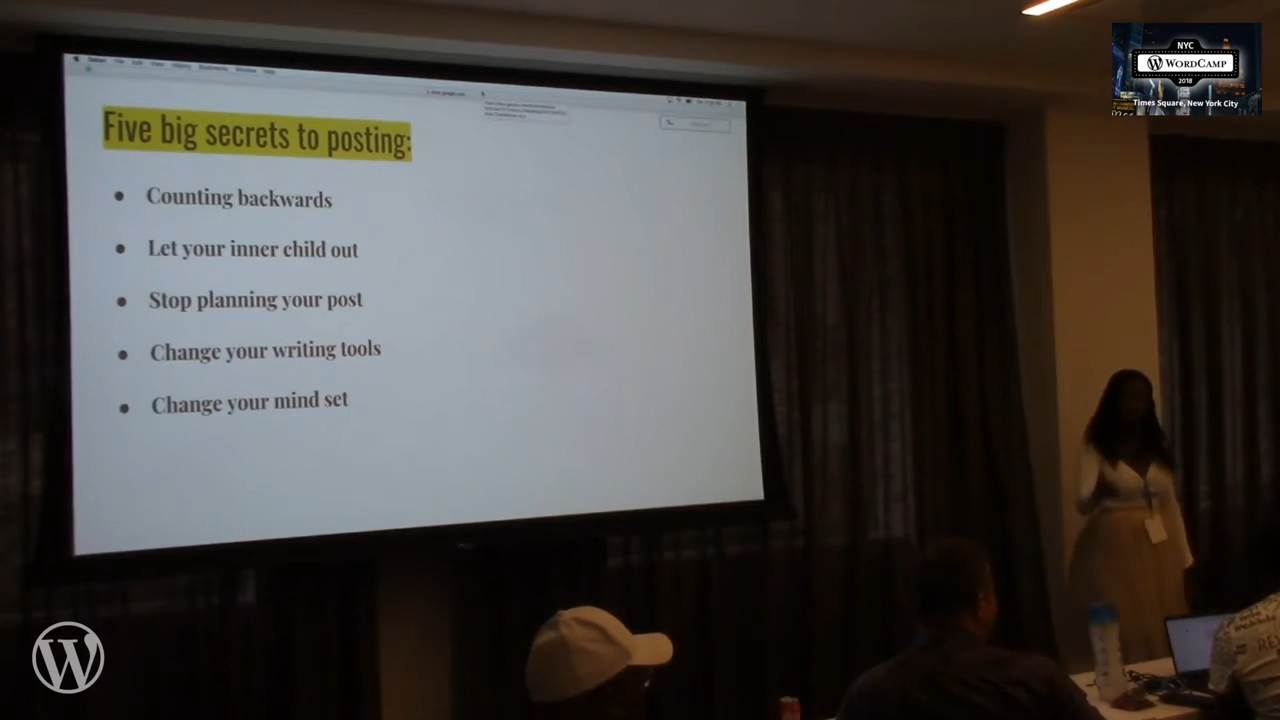 Five big secrets to posting:
Counting backwards
Let your inner child out
Stop planning your post
Change your writing tools
Change your mind set
NYC
WORDCAMP
2018
Times Square, New York City